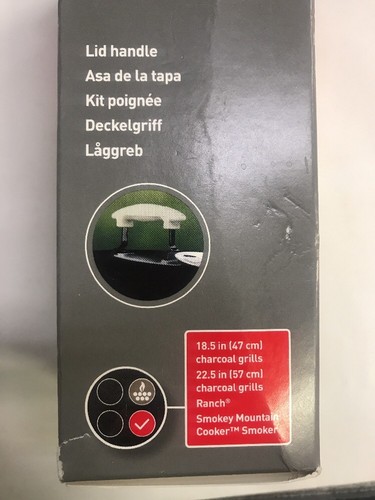 Lid handle
Asa de la tapa
Kit poignée
Deckelgriff
Låggreb
18.5 in (47 cm)
charcoal grills
22.5 in (57 cm)
charcoal grills
Ranch®
Smokey Mountain
Cooker™ Smoker